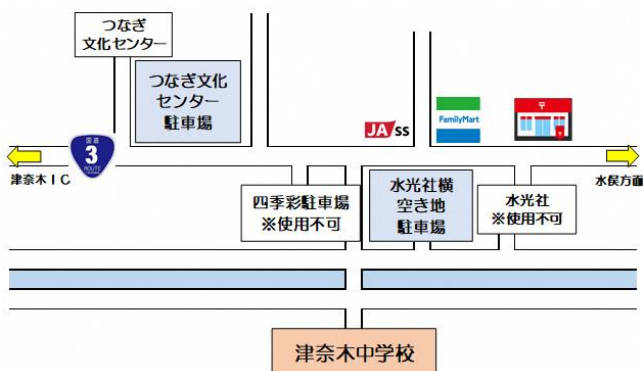 つなぎ
文化センター
つなぎ文化
センター
駐車場
国道
3
ROUTE
JA SS
FamilyMart
〒
津奈木IC
水俣方面
四季彩駐車場
※使用不可
水光社横
空き地
駐車場
水光社
※使用不可
津奈木中学校